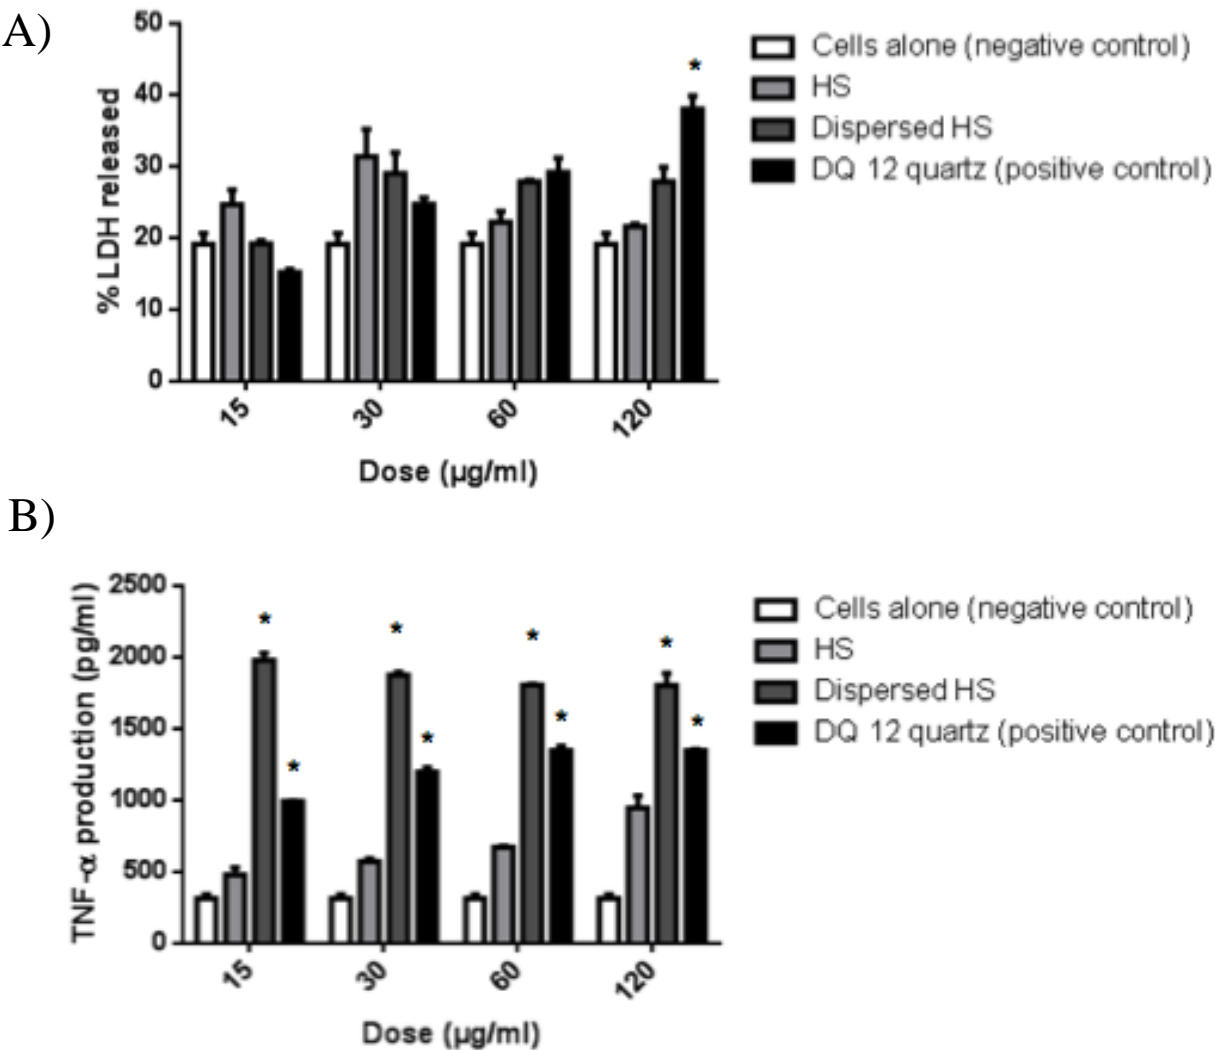 A)
50
40
30
20
10
0
% LDH released
*
15 30 60 120
Dose (µg/ml)
Cells alone (negative control)
HS
Dispersed HS
DQ 12 quartz (positive control)
B)
2500
2000
1500
1000
500
0
TNF-α production (pg/ml)
* * * *
* * * *
15 30 60 120
Dose (µg/ml)
Cells alone (negative control)
HS
Dispersed HS
DQ 12 quartz (positive control)